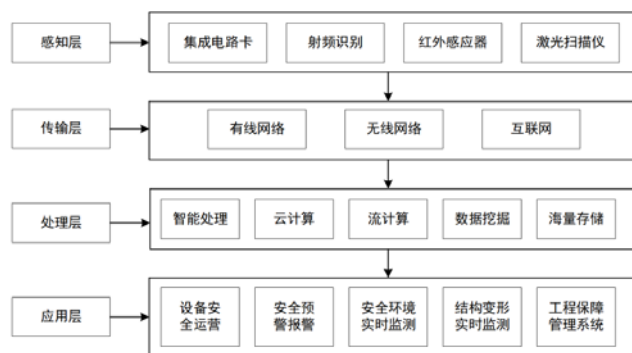 感知层
集成电路卡
射频识别
红外感应器
激光扫描仪
传输层
有线网络
无线网络
互联网
处理层
智能处理
云计算
流计算
数据挖掘
海量存储
应用层
设备安
全运营
安全预
警报警
安全环境
实时监测
结构变形
实时监测
工程保障
管理系统